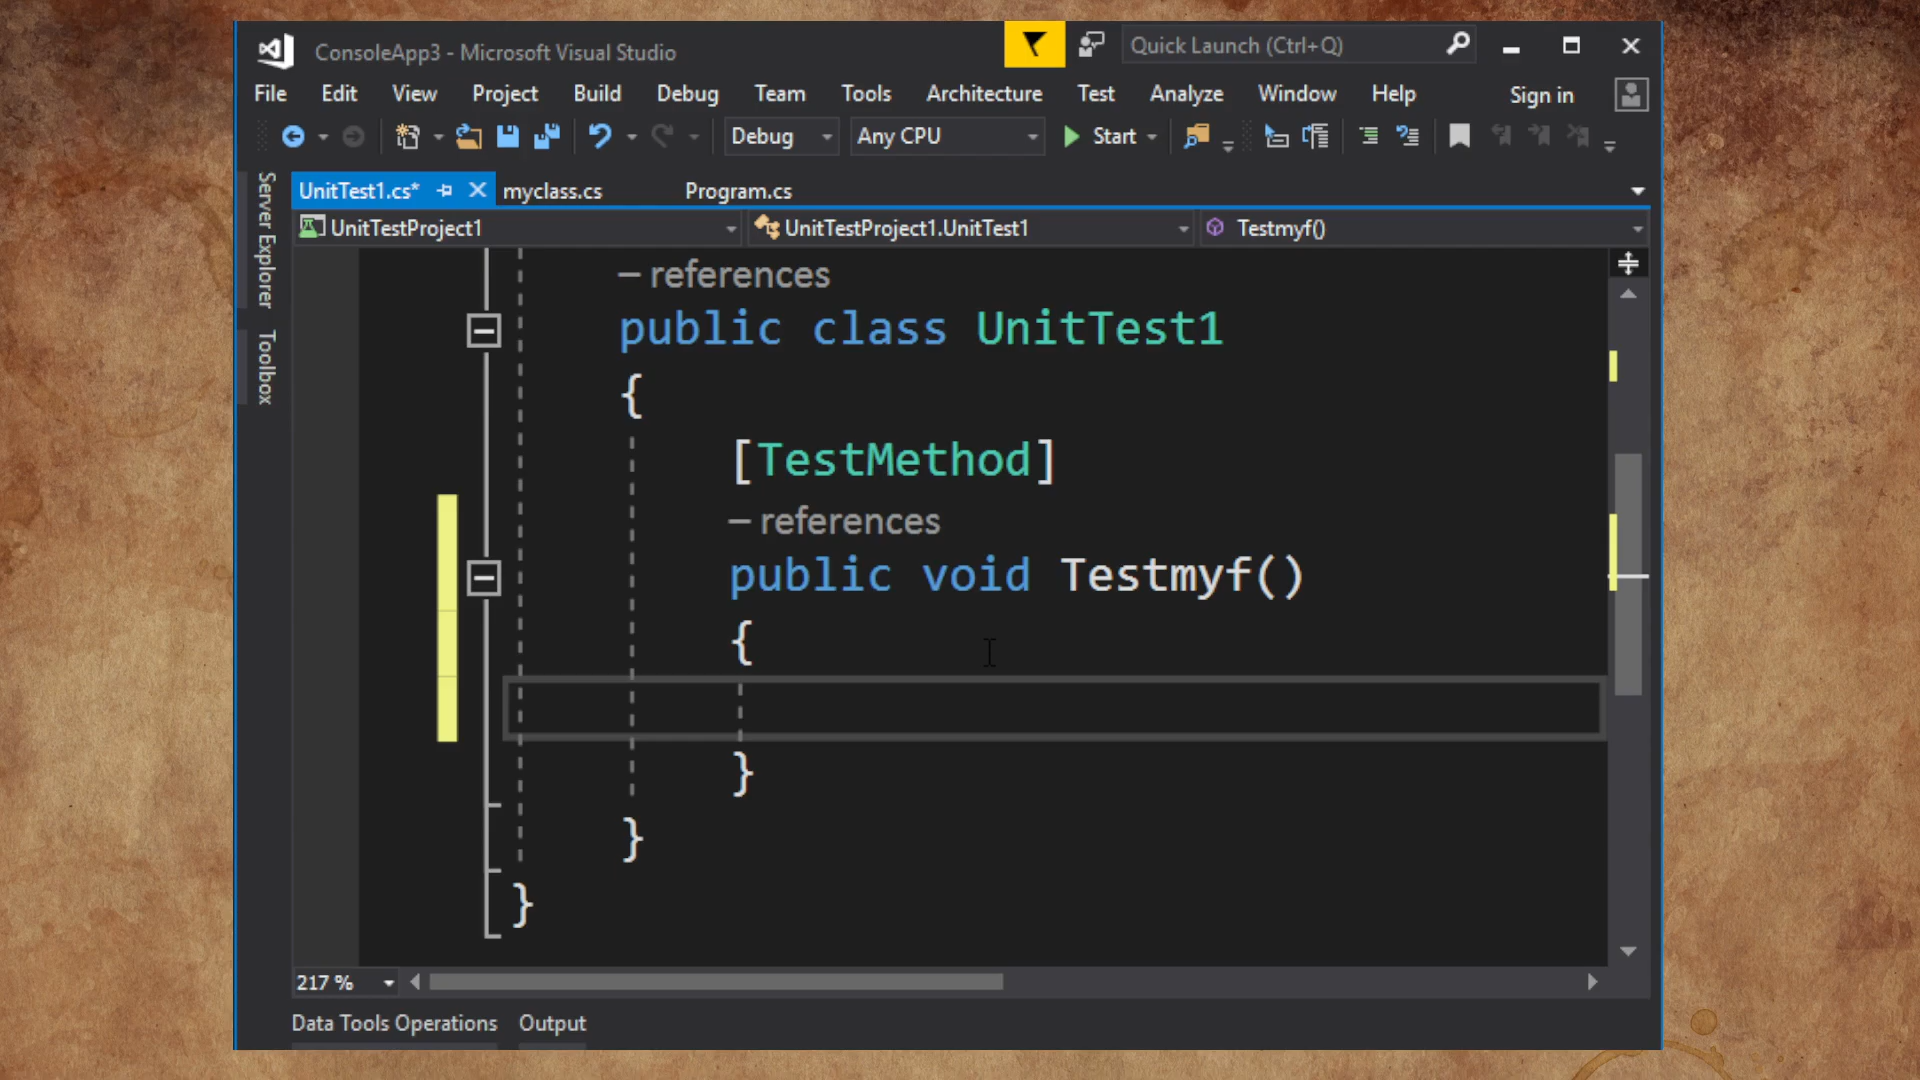 ConsoleApp3 - Microsoft Visual Studio
Quick Launch (Ctrl+Q)
File Edit View Project Build Debug Team Tools Architecture Test Analyze Window Help Sign in
Debug Any CPU Start
Server Explorer
Toolbox
UnitTest1.cs* myclass.cs Program.cs
UnitTestProject1 UnitTestProject1.UnitTest1 Testmyf()
– references
public class UnitTest1
{
[TestMethod]
– references
public void Testmyf()
{
}
}
}
217 %
Data Tools Operations Output